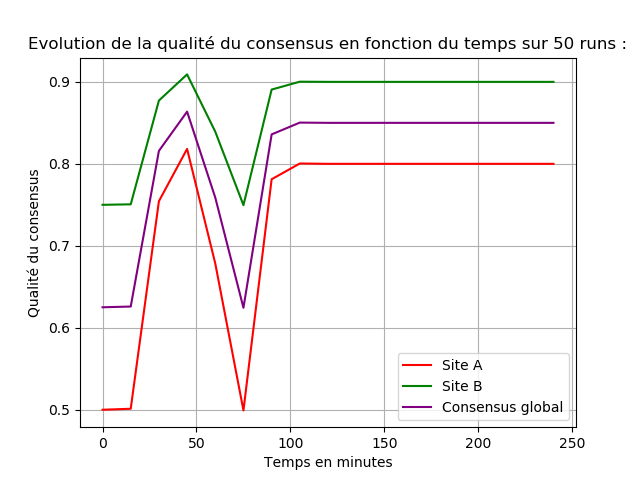 Evolution de la qualité du consensus en fonction du temps sur 50 runs :
0.9
0.8
0.7
0.6
0.5
Qualité du consensus
0 50 100 150 200 250
Temps en minutes
Site A
Site B
Consensus global